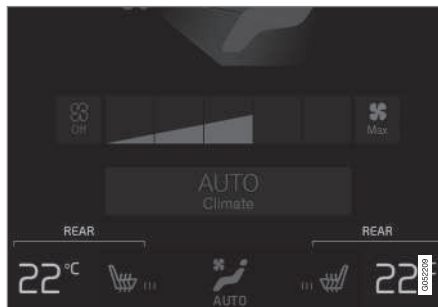 Off
Max
AUTO
Climate
REAR REAR
22°C 22°C
AUTO
G052209